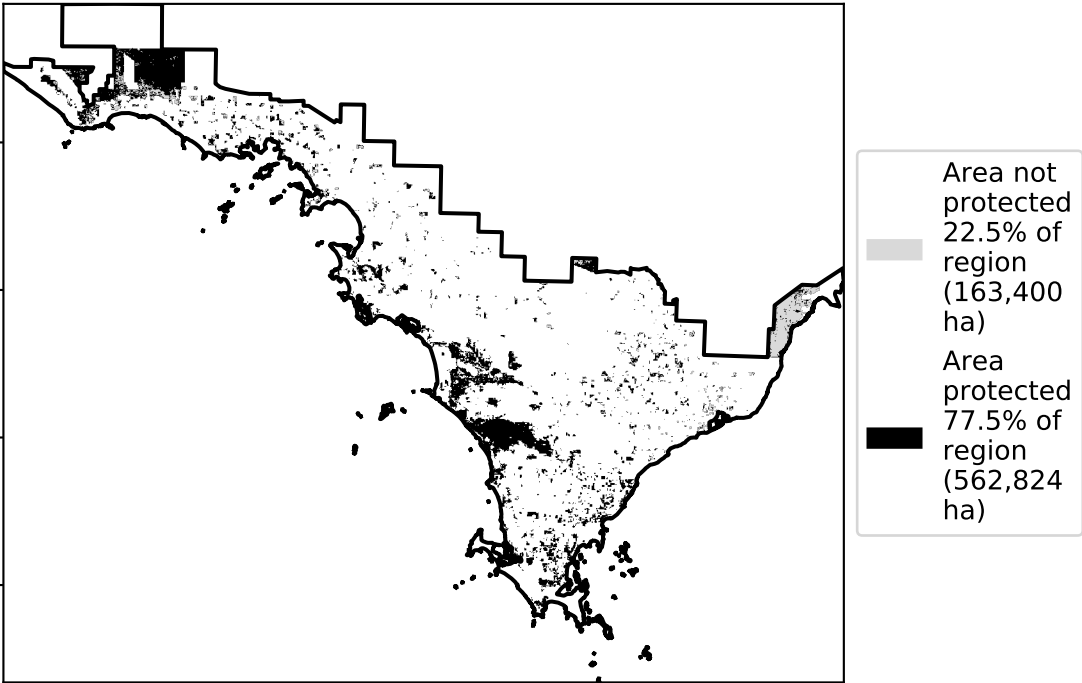 Area not
protected
22.5% of
region
(163,400
ha)
Area
protected
77.5% of
region
(562,824
ha)